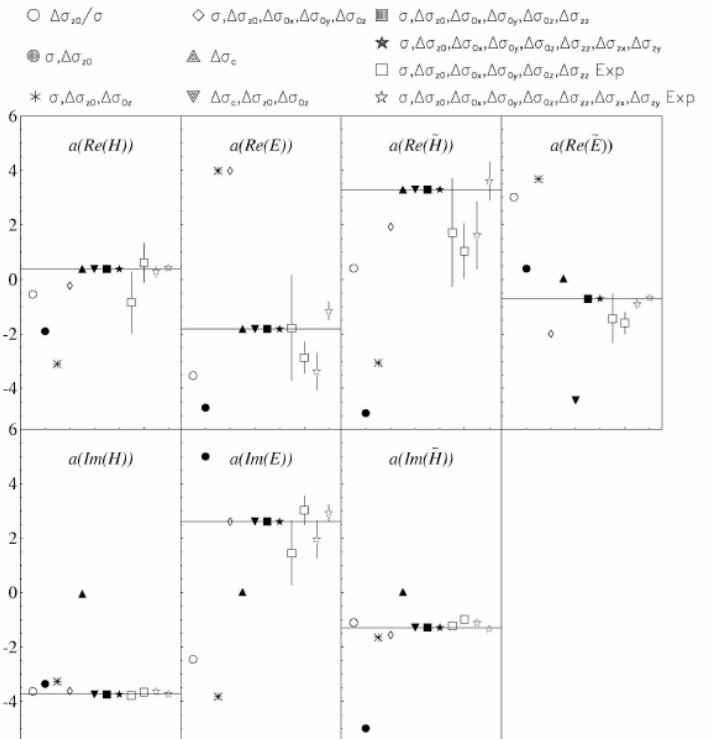 ○ Δσz0/σ
● σ,Δσz0
✳ σ,Δσz0,Δσ0z
◇ σ,Δσz0,Δσ0x,Δσ0y,Δσ0z
▲ Δσc
▼ Δσc,Δσz0,Δσ0z
■ σ,Δσz0,Δσ0x,Δσ0y,Δσ0z,Δσzz
★ σ,Δσz0,Δσ0x,Δσ0y,Δσ0z,Δσzz,Δσzx,Δσzy
□ σ,Δσz0,Δσ0x,Δσ0y,Δσ0z,Δσzz Exp
☆ σ,Δσz0,Δσ0x,Δσ0y,Δσ0z,Δσzz,Δσzx,Δσzy Exp
6
a(Re(H)) a(Re(E)) a(Re(H̃)) a(Re(Ẽ))
4
2
0
-2
-4
6
a(Im(H)) a(Im(E)) a(Im(H̃))
4
2
0
-2
-4